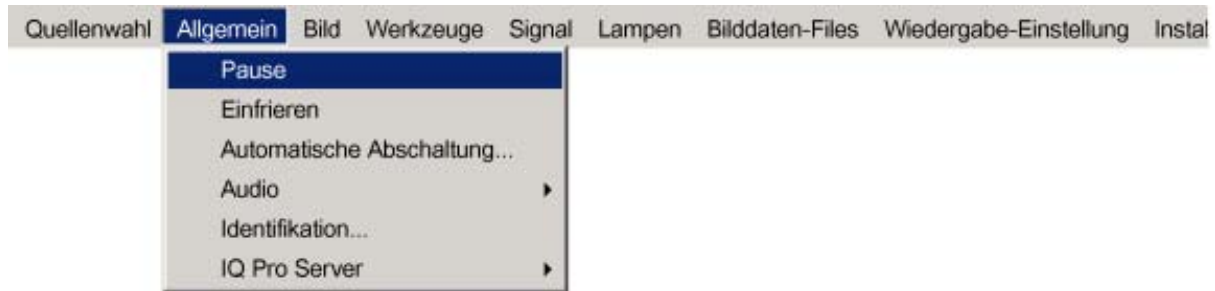 Quellenwahl Allgemein Bild Werkzeuge Signal Lampen Bilddaten-Files Wiedergabe-Einstellung Instal
Pause
Einfrieren
Automatische Abschaltung...
Audio
Identifikation...
IQ Pro Server